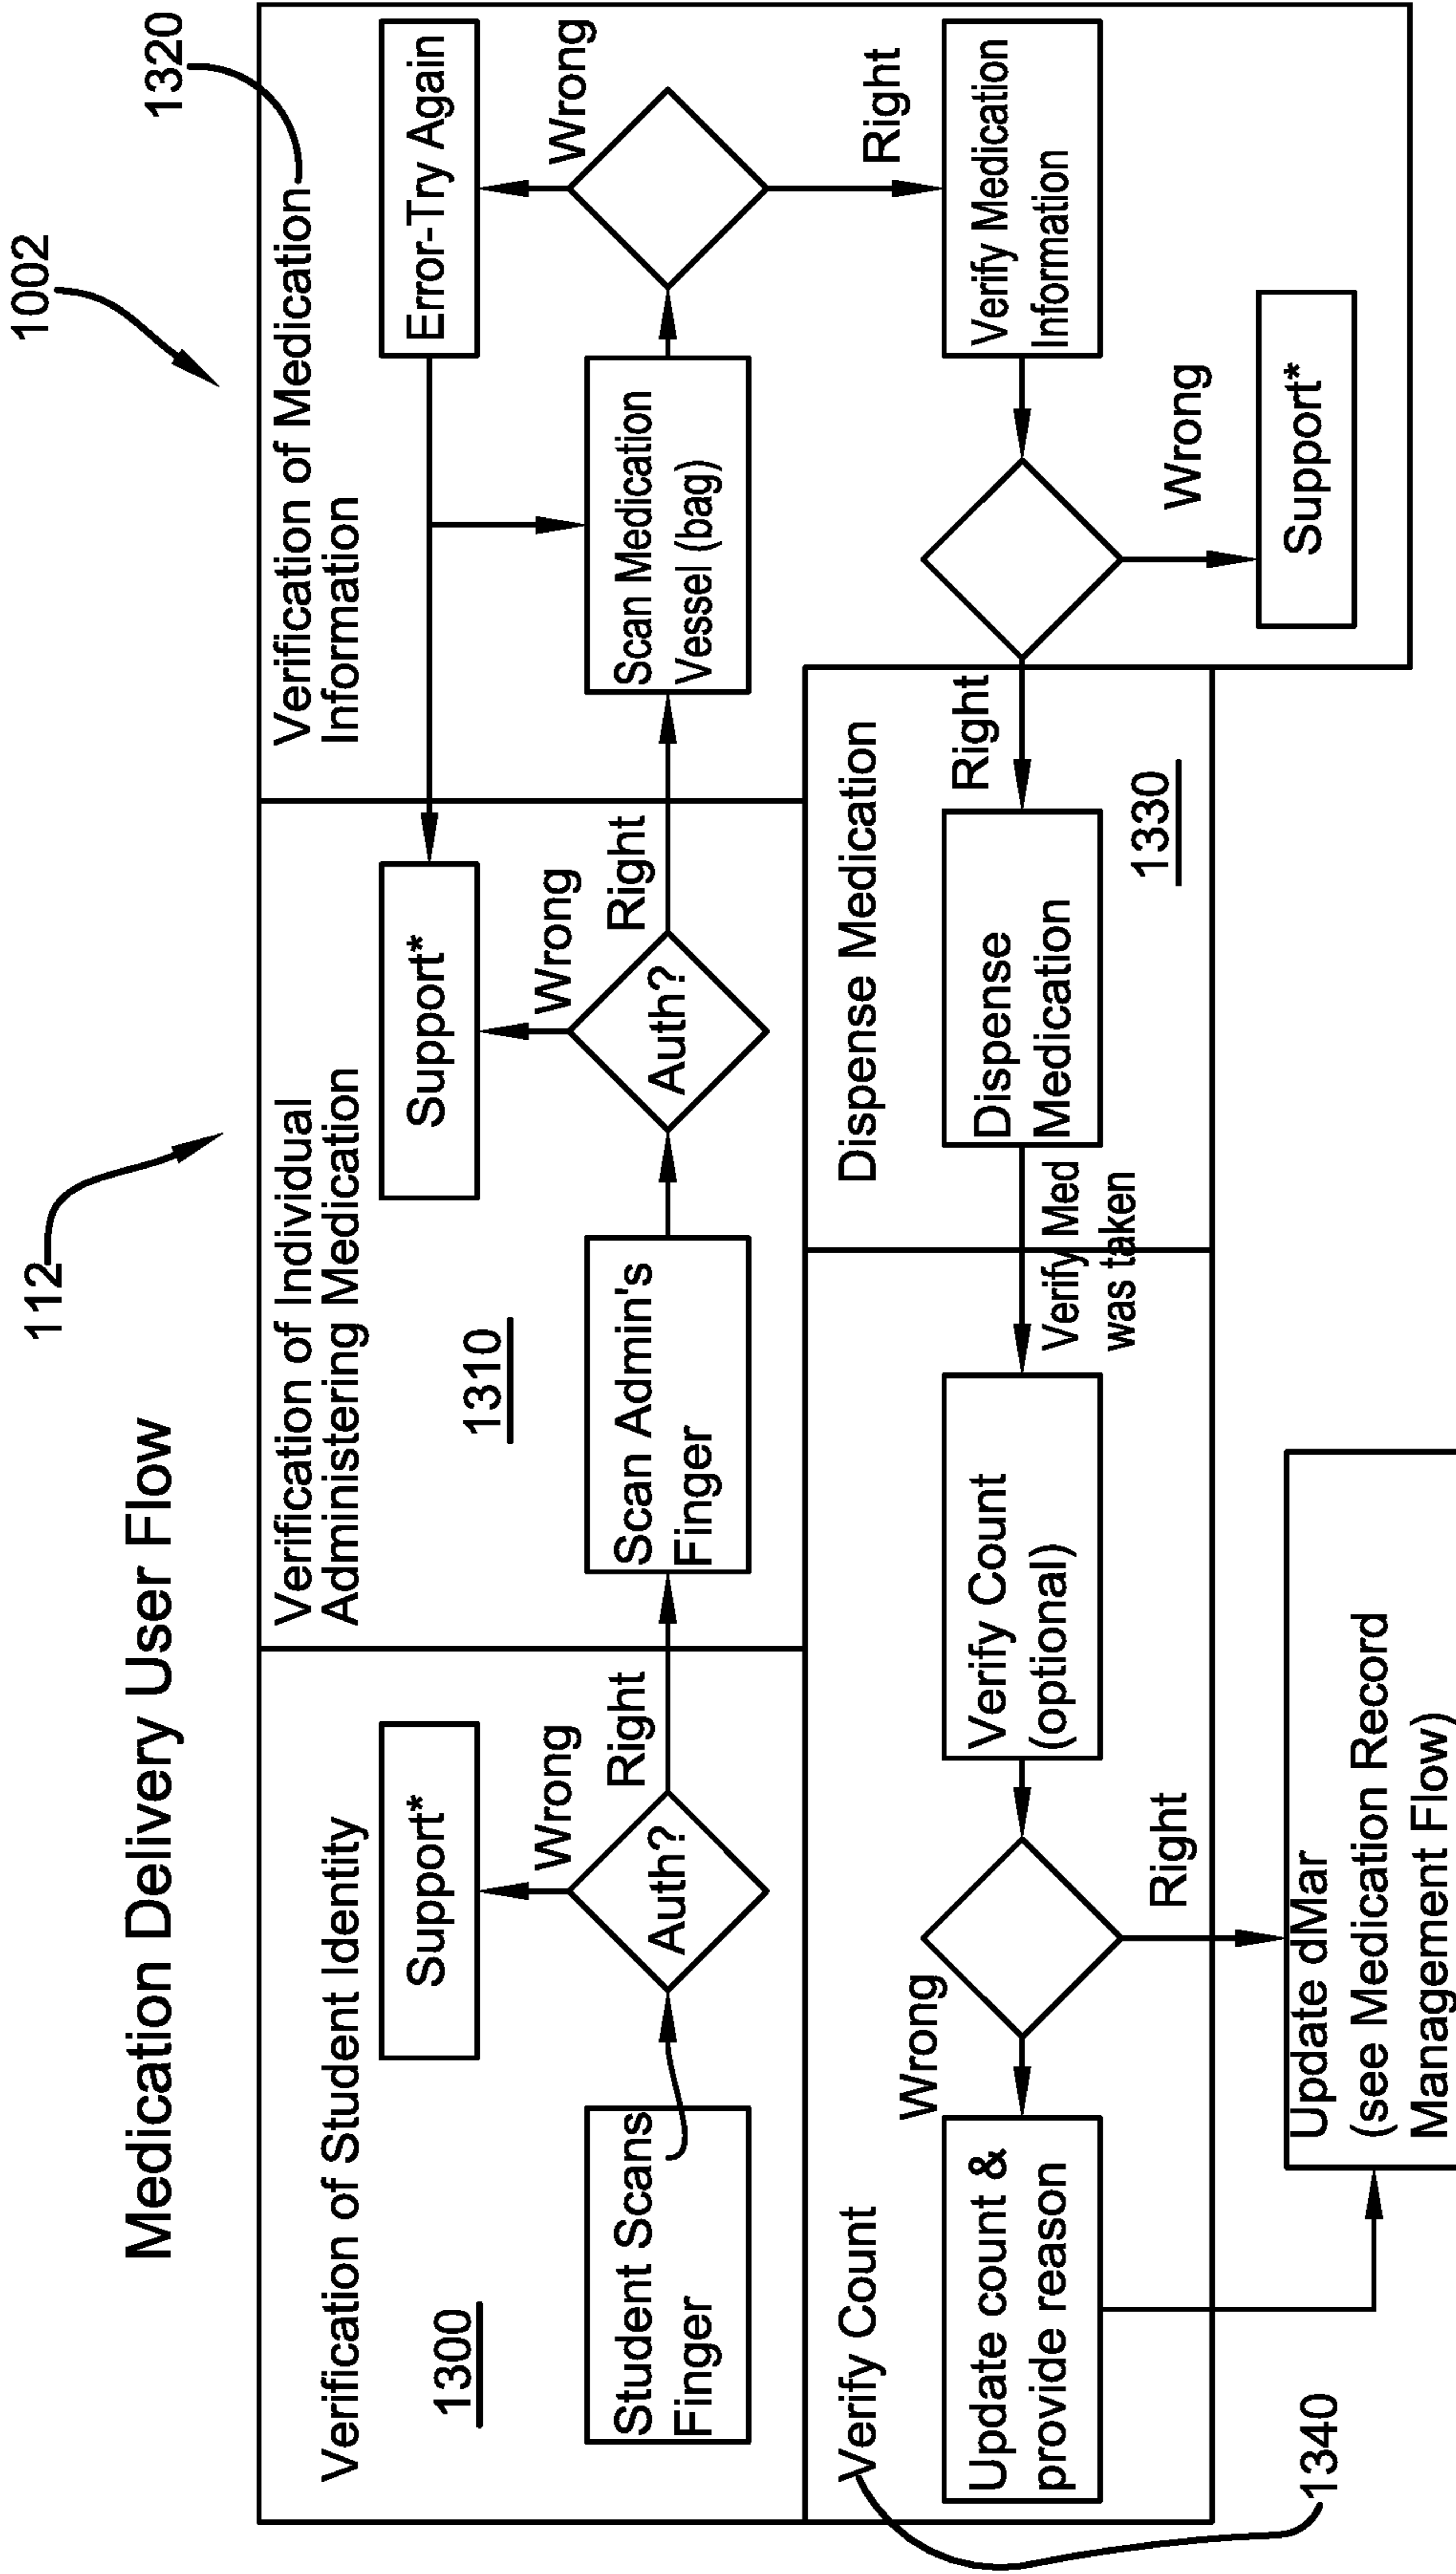 Medication Delivery User Flow
112
1002
1320
Verification of Student Identity
1300
Student Scans
Finger
Auth?
Wrong
Support*
Right
Verification of Individual
Administering Medication
1310
Scan Admin's
Finger
Auth?
Wrong
Support*
Right
Verification of Medication
Information
Scan Medication
Vessel (bag)
Wrong
Error-Try Again
Right
Verify Medication
Information
Wrong
Support*
Right
Dispense Medication
Dispense
Medication
1330
Verify Med
was taken
Verify Count
Verify Count
(optional)
Wrong
Update count &
provide reason
Right
Update dMar
(see Medication Record
Management Flow)
1340